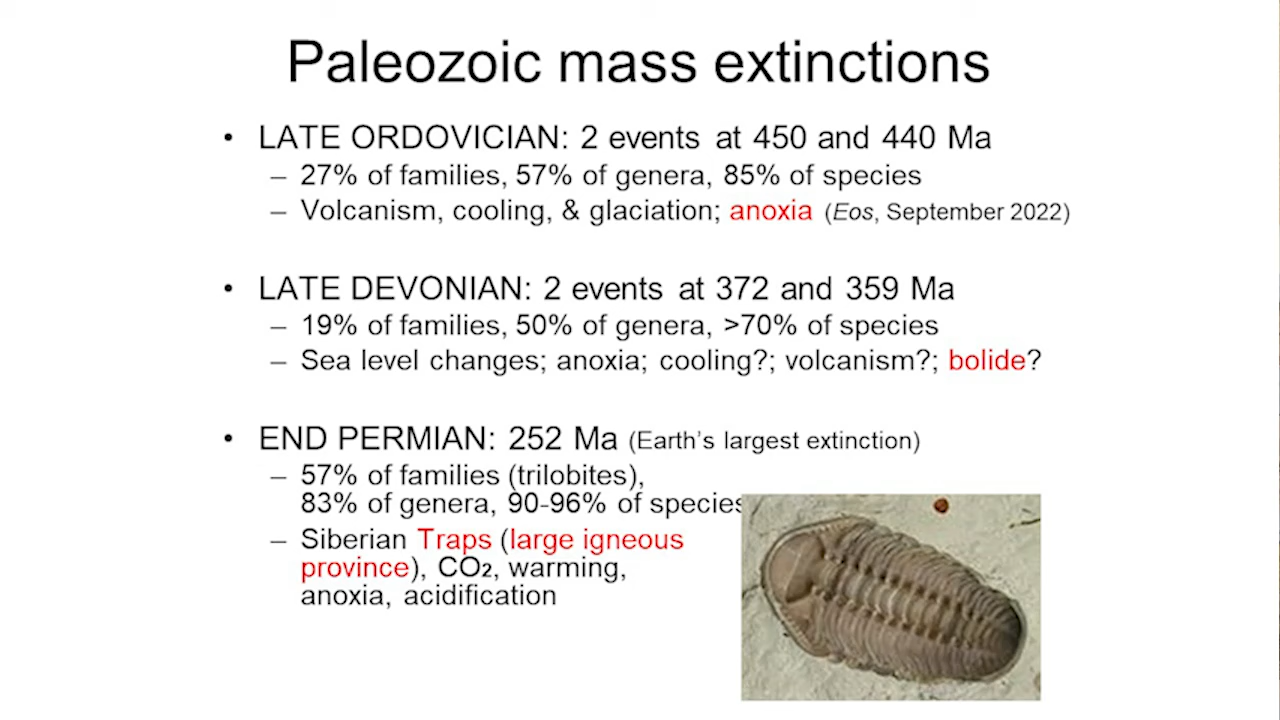 Paleozoic mass extinctions
• LATE ORDOVICIAN: 2 events at 450 and 440 Ma
– 27% of families, 57% of genera, 85% of species
– Volcanism, cooling, & glaciation; anoxia (Eos, September 2022)
• LATE DEVONIAN: 2 events at 372 and 359 Ma
– 19% of families, 50% of genera, >70% of species
– Sea level changes; anoxia; cooling?; volcanism?; bolide?
• END PERMIAN: 252 Ma (Earth’s largest extinction)
– 57% of families (trilobites),
83% of genera, 90-96% of species
– Siberian Traps (large igneous
province), CO₂, warming,
anoxia, acidification